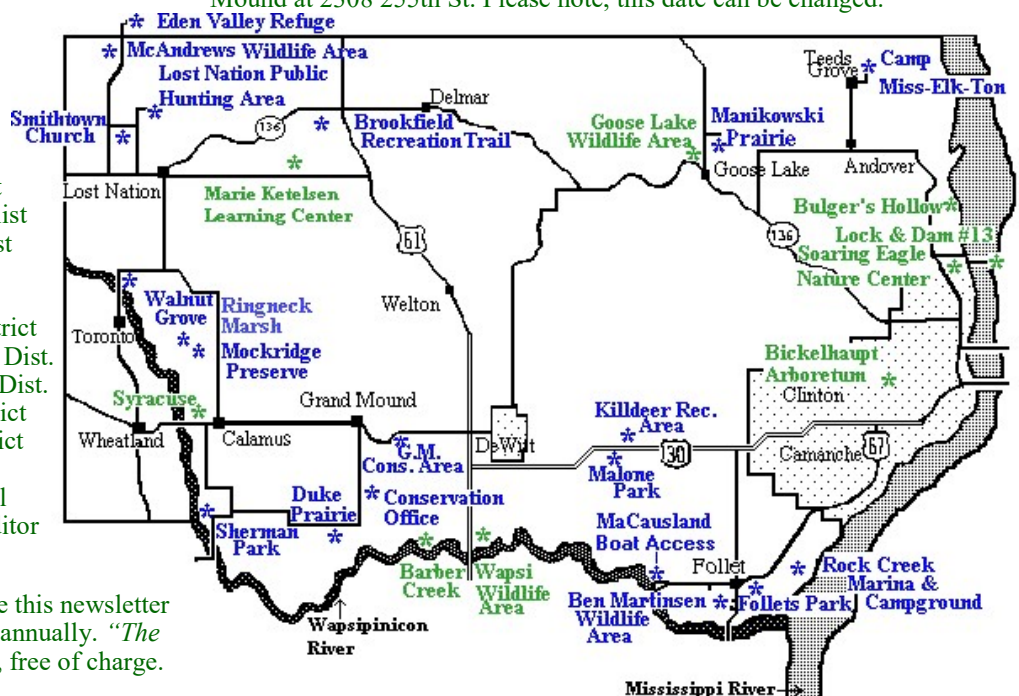 Mound at 2308 255th St. Please note, this date can be changed.
Eden Valley Refuge
McAndrews Wildlife Area
Lost Nation Public
Hunting Area
Smithtown
Church
136
Delmar
Brookfield
Recreation Trail
Goose Lake
Wildlife Area
Manikowski
Prairie
Teeds
Grove
Camp
Miss-Elk-Ton
Lost Nation
Marie Ketelsen
Learning Center
Goose Lake
Andover
Bulger's Hollow
136
Lock & Dam #13
Soaring Eagle
Nature Center
61
Welton
Walnut
Grove
Ringneck
Marsh
Toronto
Mockridge
Preserve
Syracuse
Wheatland
Calamus
Grand Mound
G.M.
Cons. Area
DeWitt
Killdeer Rec.
Area
30
Malone
Park
Bickelhaupt
Arboretum
Clinton
Camanche
67
Duke
Prairie
Conservation
Office
Sherman
Park
MaCausland
Boat Access
Barber
Creek
Wapsi
Wildlife
Area
Follet
Ben Martinsen
Wildlife
Area
Follets Park
Rock Creek
Marina &
Campground
Wapsipinicon
River
Mississippi River
t
list
st
trict
Dist.
Dist.
ict
ict
l
itor
e this newsletter
annually. “The
, free of charge.